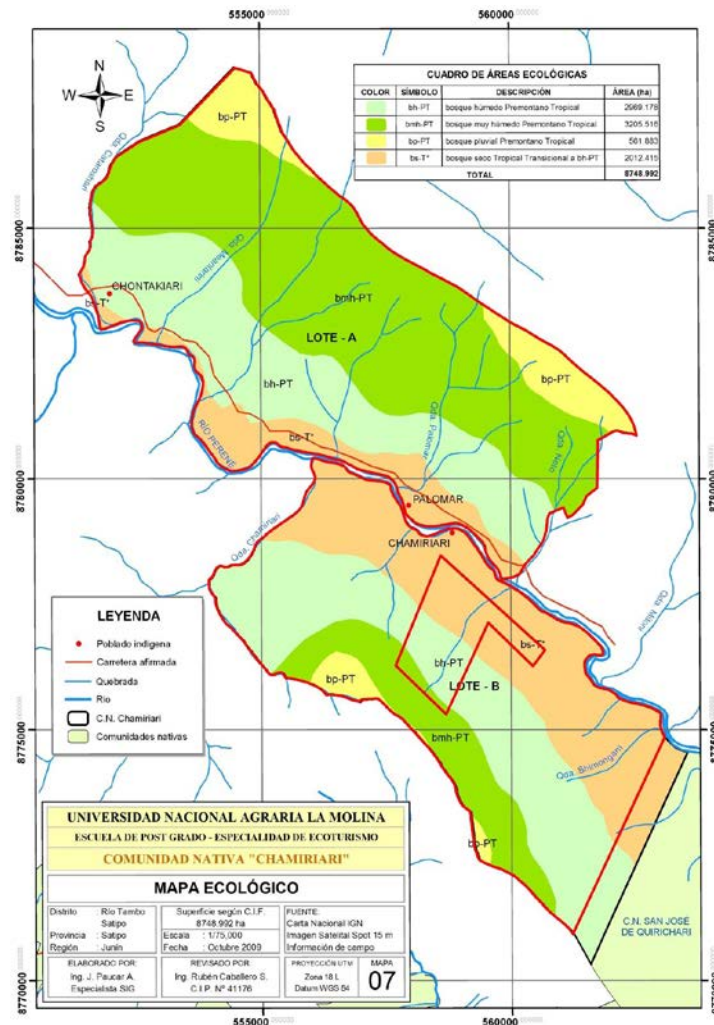 555000
560000
N
W E
S
CUADRO DE ÁREAS ECOLÓGICAS
COLOR SÍMBOLO DESCRIPCIÓN ÁREA (ha)
bh-PT bosque húmedo Premontano Tropical 2969.178
bmh-PT bosque muy húmedo Premontano Tropical 3205.516
bp-PT bosque pluvial Premontano Tropical 561.883
bs-T* bosque seco Tropical Transicional a bh-PT 2012.415
TOTAL 8748.992
bp-PT
8785000
8785000
CHONTAKIARI
bs-T*
bmh-PT
LOTE - A
bh-PT
bp-PT
RÍO PERENÉ
bs-T*
Qda. Palomar
8780000
8780000
PALOMAR
CHAMIRIARI
Qda. Chamiriari
bs-T*
bh-PT
LOTE - B
bp-PT
bmh-PT
bp-PT
8775000
8775000
LEYENDA
Poblado indígena
Carretera afirmada
Quebrada
Río
C.N. Chamiriari
Comunidades nativas
C.N. SAN JOSE
DE QUIRICHARI
UNIVERSIDAD NACIONAL AGRARIA LA MOLINA
ESCUELA DE POST GRADO - ESPECIALIDAD DE ECOTURISMO
COMUNIDAD NATIVA "CHAMIRIARI"
MAPA ECOLÓGICO
Distrito : Río Tambo
Satipo
Provincia : Satipo
Región : Junín
Superficie según C.I.F.
8748.992 ha
Escala : 1/75,000
Fecha : Octubre 2009
FUENTE:
Carta Nacional IGN
Imagen Satelital Spot 15 m
Información de campo
ELABORADO POR:
Ing. J. Paucar A.
Especialista SIG
REVISADO POR:
Ing. Rubén Caballero S.
C.I.P. N° 41176
PROYECCIÓN UTM
Zona 18 L
Datum WGS 84
MAPA
07
8770000
8770000
555000
560000